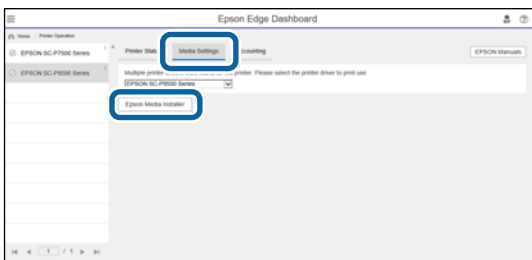 Epson Edge Dashboard
Home Printer Operation
EPSON SC-P7500 Series
EPSON SC-P9500 Series
Printer Stat
Media Settings
counting
EPSON Manuals
Multiple printer for printer. Please select the printer driver to print use.
EPSON SC-P9500 Series
Epson Media Installer
1 / 1